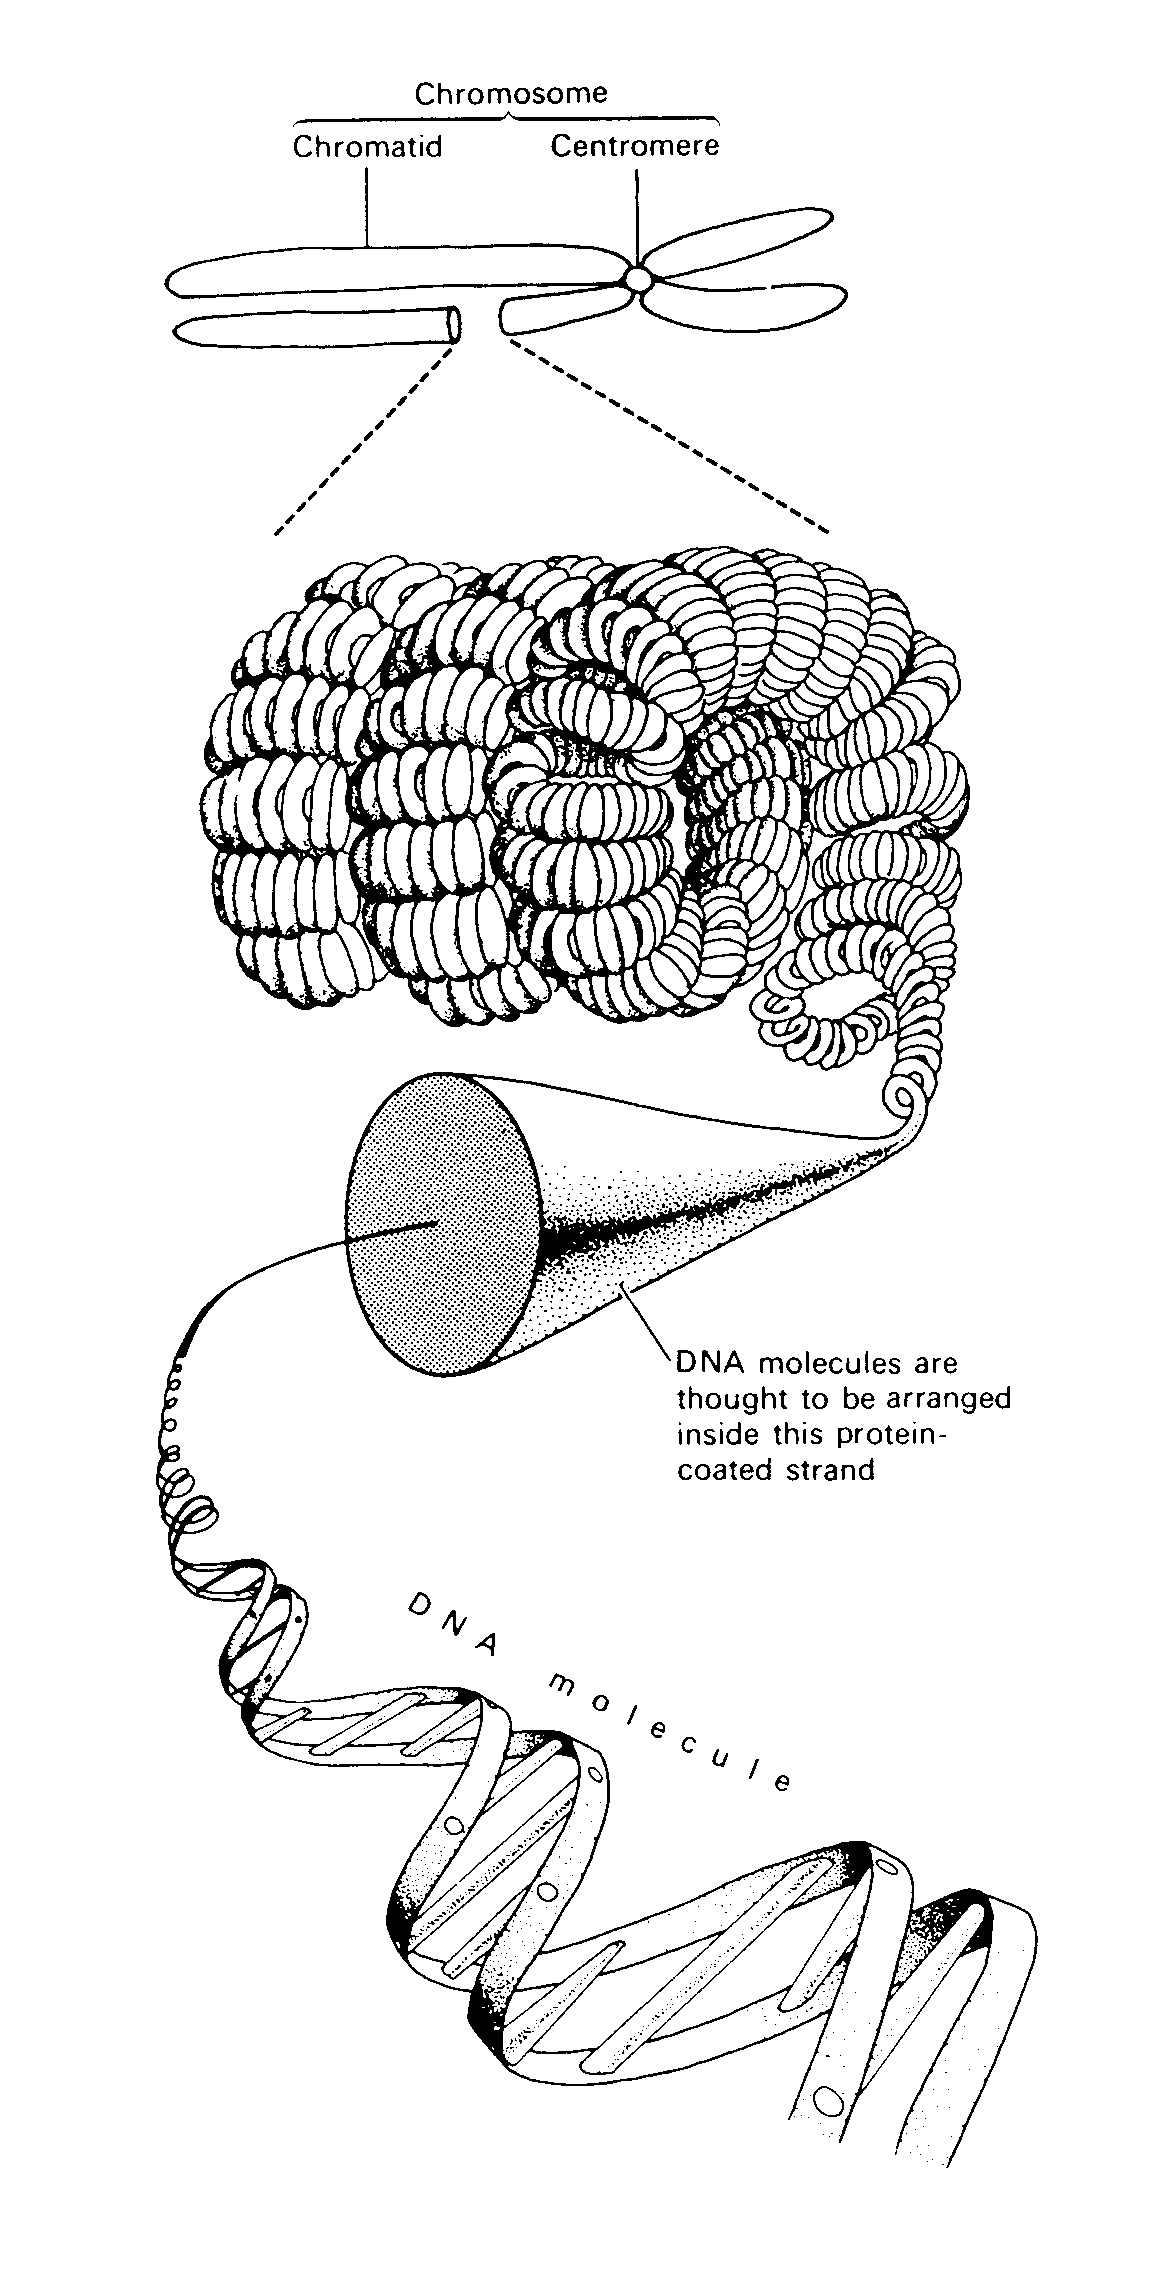 Chromosome
Chromatid Centromere
DNA molecules are
thought to be arranged
inside this protein-
coated strand
DNA molecule